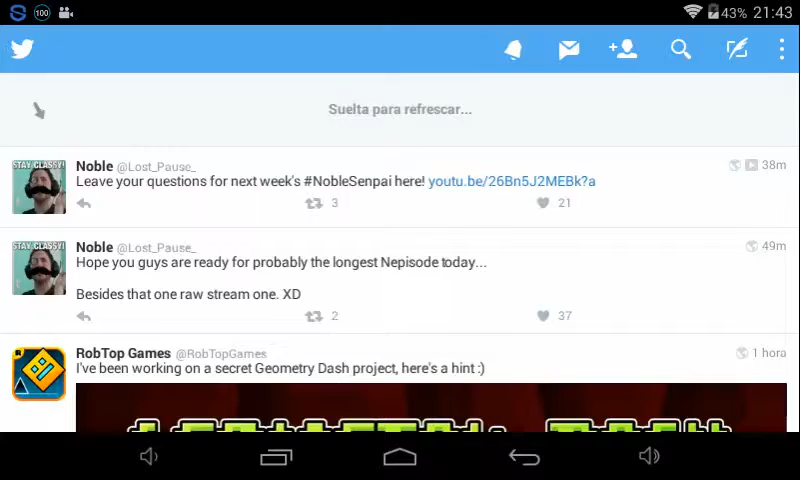 100
43% 21:43
Suelta para refrescar...
STAY CLASSY!
Noble @Lost_Pause_
38m
Leave your questions for next week's #NobleSenpai here! youtu.be/26Bn5J2MEBk?a
3
21
STAY CLASSY!
Noble @Lost_Pause_
49m
Hope you guys are ready for probably the longest Nepisode today...
Besides that one raw stream one. XD
2
37
RobTop Games @RobTopGames
1 hora
I've been working on a secret Geometry Dash project, here's a hint :)